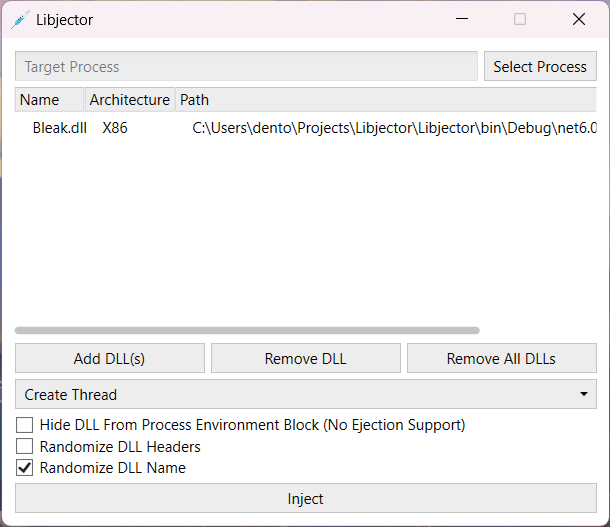 Libjector
Target Process Select Process
Name Architecture Path
Bleak.dll X86 C:\Users\dento\Projects\Libjector\Libjector\bin\Debug\net6.0
Add DLL(s) Remove DLL Remove All DLLs
Create Thread
Hide DLL From Process Environment Block (No Ejection Support)
Randomize DLL Headers
Randomize DLL Name
Inject